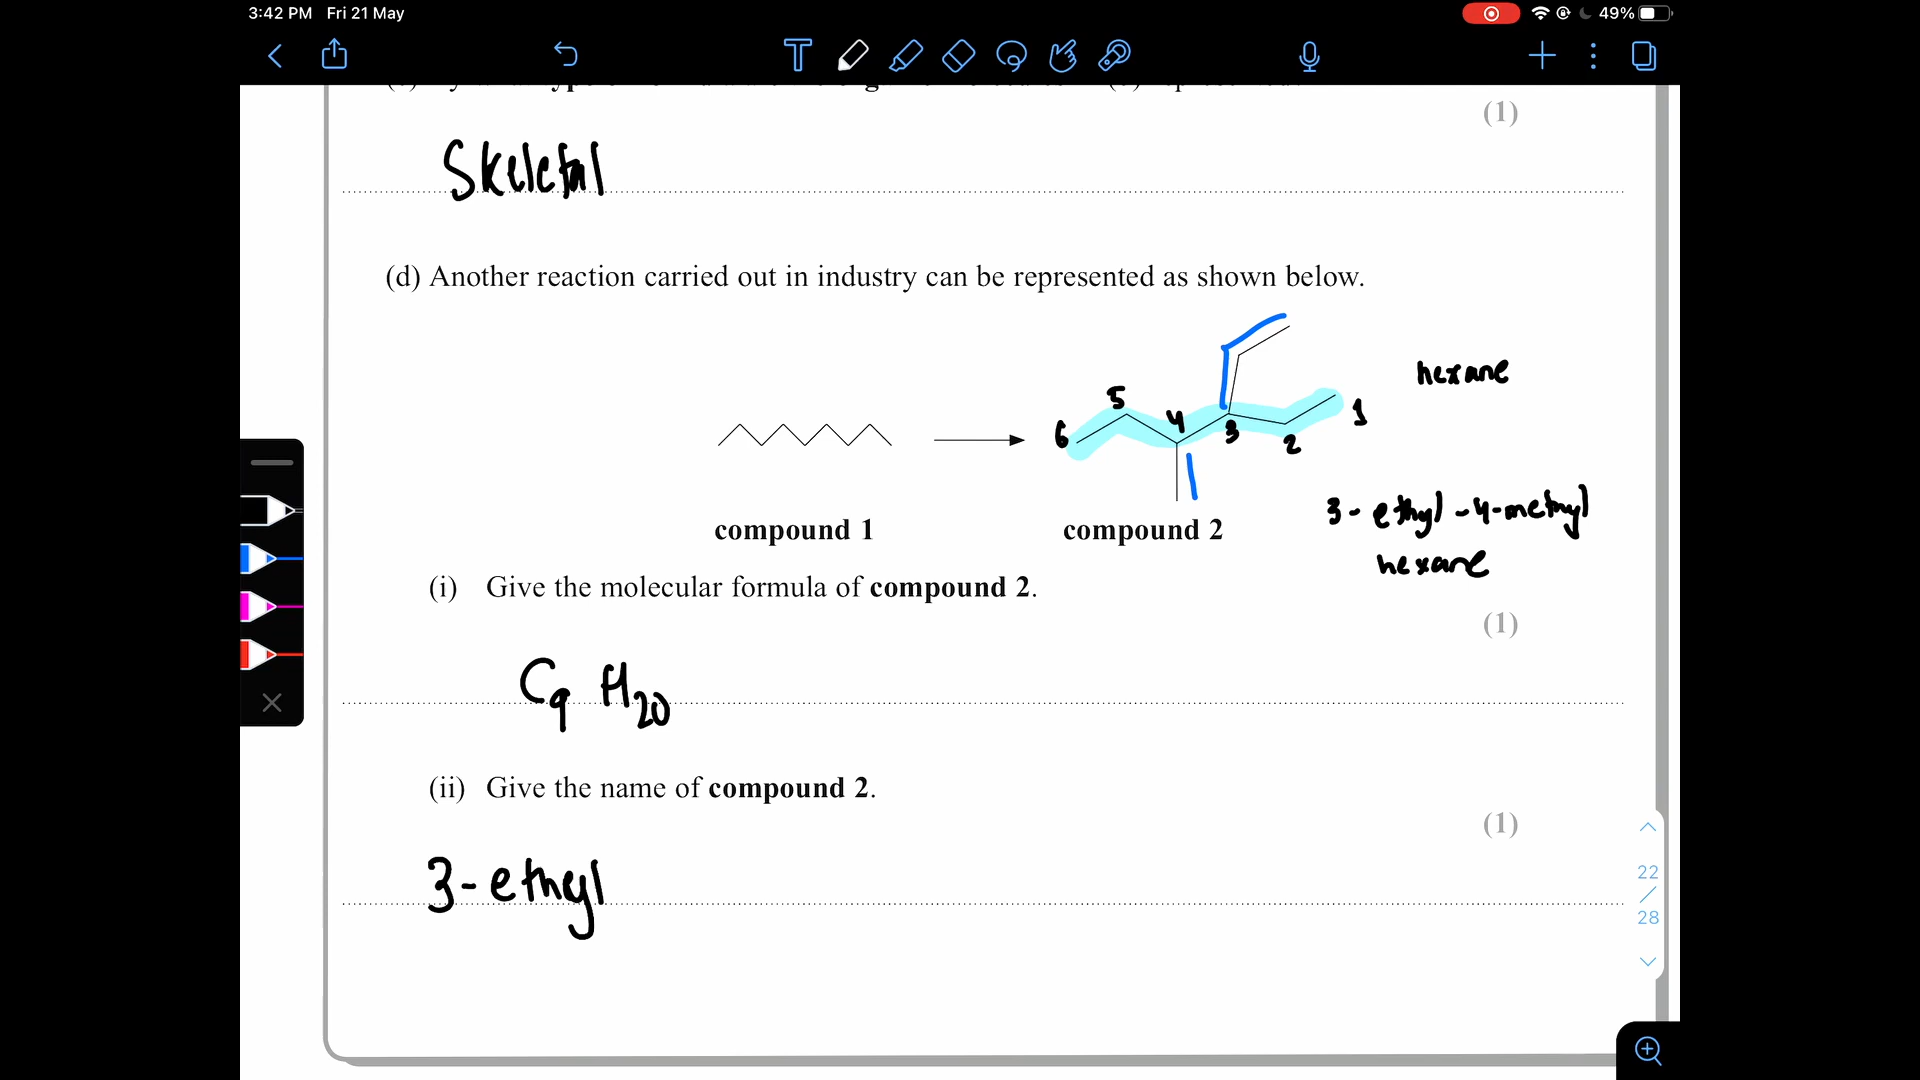 3:42 PM Fri 21 May
49%
(1)
Skeletal
(d) Another reaction carried out in industry can be represented as shown below.
hexane
6 5 4 3 2 1
3-ethyl-4-methyl
hexane
compound 1
compound 2
(i) Give the molecular formula of compound 2.
(1)
C9 H20
(ii) Give the name of compound 2.
(1)
3-ethyl
22
28